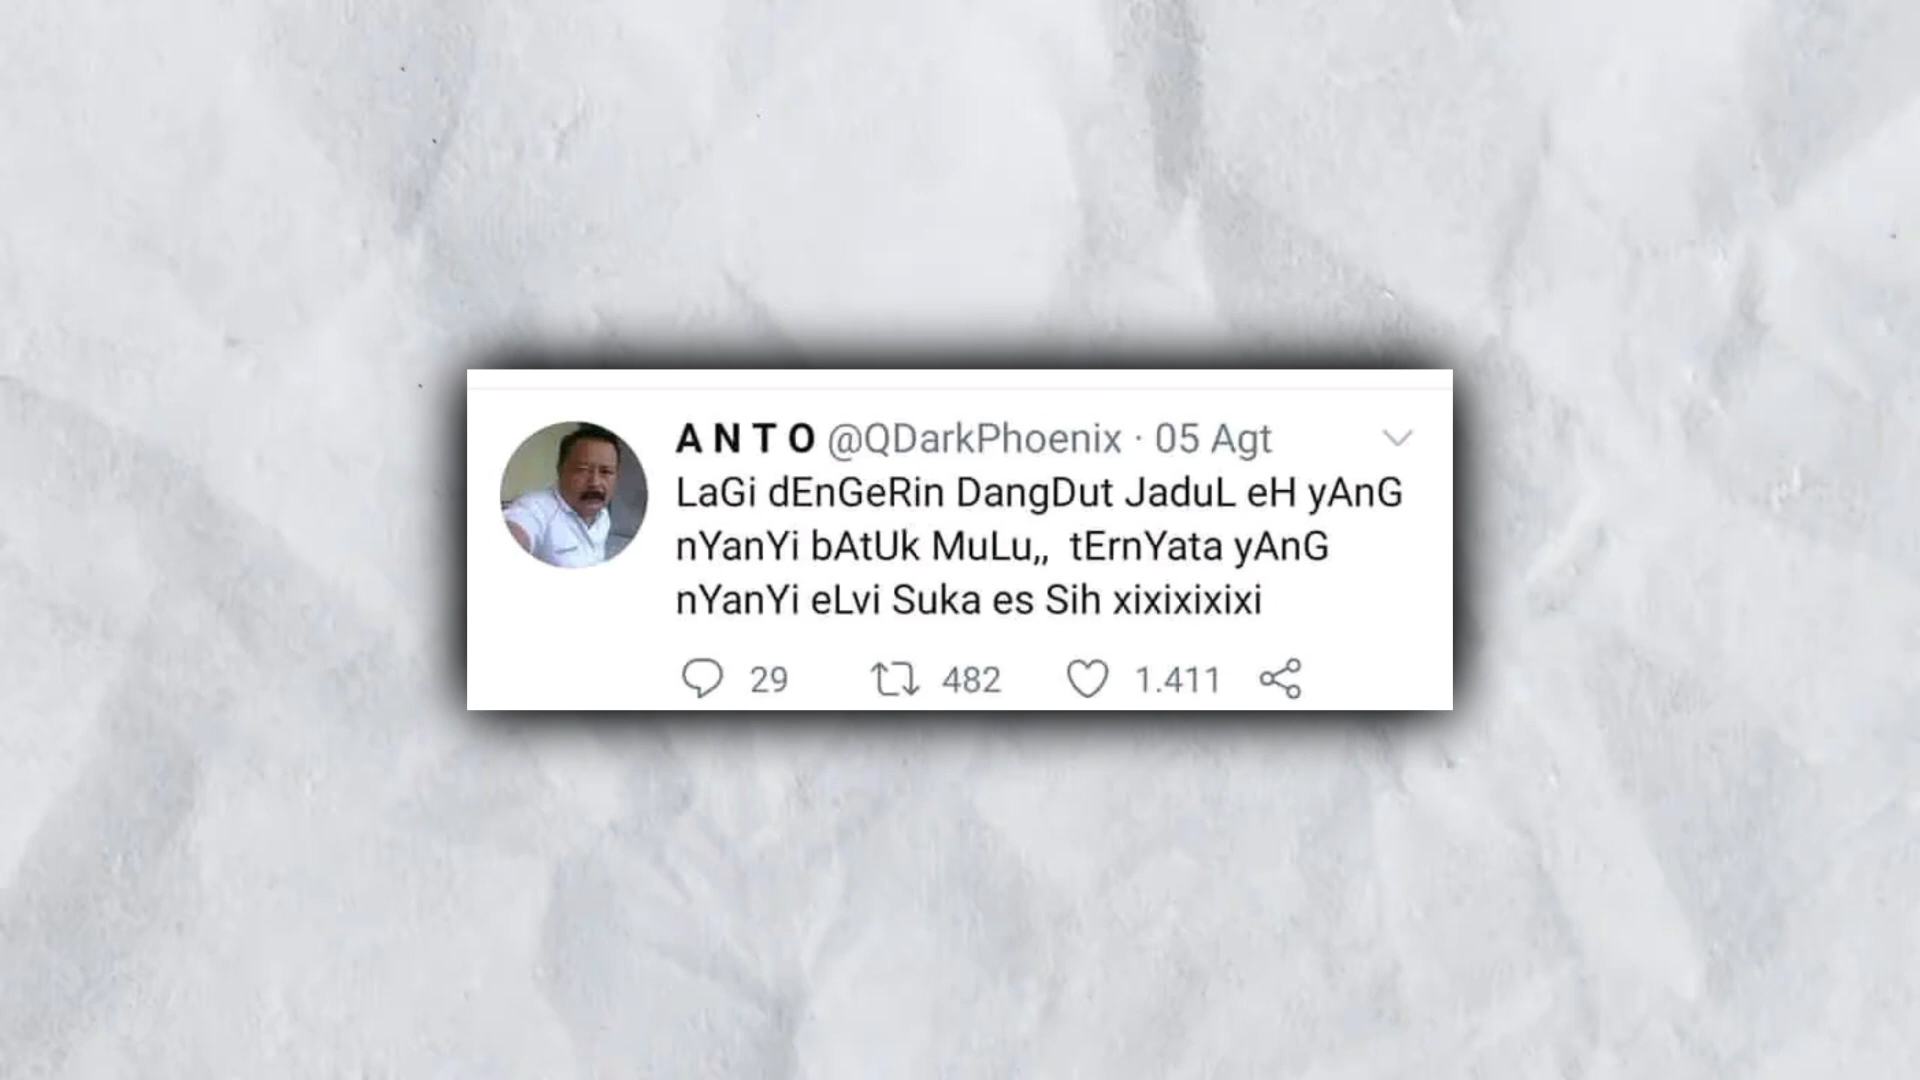 A N T O @QDarkPhoenix · 05 Agt
LaGi dEnGeRin DangDut JaduL eH yAnG
nYanYi bAtUk MuLu,, tErnYata yAnG
nYanYi eLvi Suka es Sih xixixixixi
29 482 1.411